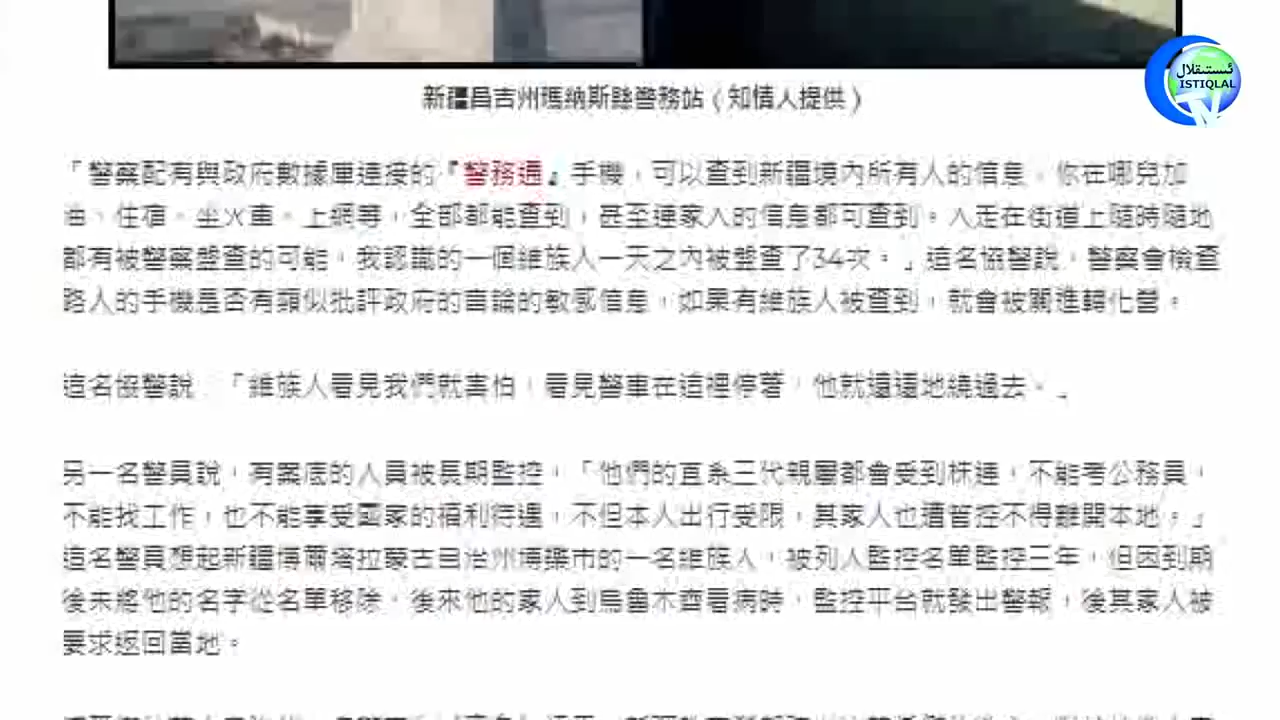 ئىستىقلال
ISTIQLAL
TV
新疆昌吉州瑪納斯縣警務站（知情人提供）
「警察配有與政府數據庫連接的『警務通』手機，可以查到新疆境內所有人的信息，你在哪兒加
油、住宿、坐火車、上網等，全部都能查到，甚至連家人的信息都可查到。人走在街道上隨時隨地
都有被警察盤查的可能，我認識的一個維族人一天之內被盤查了34次。」這名協警說，警察會檢查
路人的手機是否有類似批評政府的言論的敏感信息，如果有維族人被查到，就會被關進轉化營。
這名協警說，「維族人看見我們就害怕，看見警車在這裡停著，他就遠遠地繞過去。」
另一名警員說，有案底的人員被長期監控，「他們的直系三代親屬都會受到株連，不能考公務員，
不能找工作，也不能享受國家的福利待遇，不但本人出行受限，其家人也遭管控不得離開本地。」
這名警員想起新疆博爾塔拉蒙古自治州博樂市的一名維族人，被列入監控名單監控三年，但因到期
後未將他的名字從名單移除，後來他的家人到烏魯木齊看病時，監控平台就發出警報，後其家人被
要求返回當地。